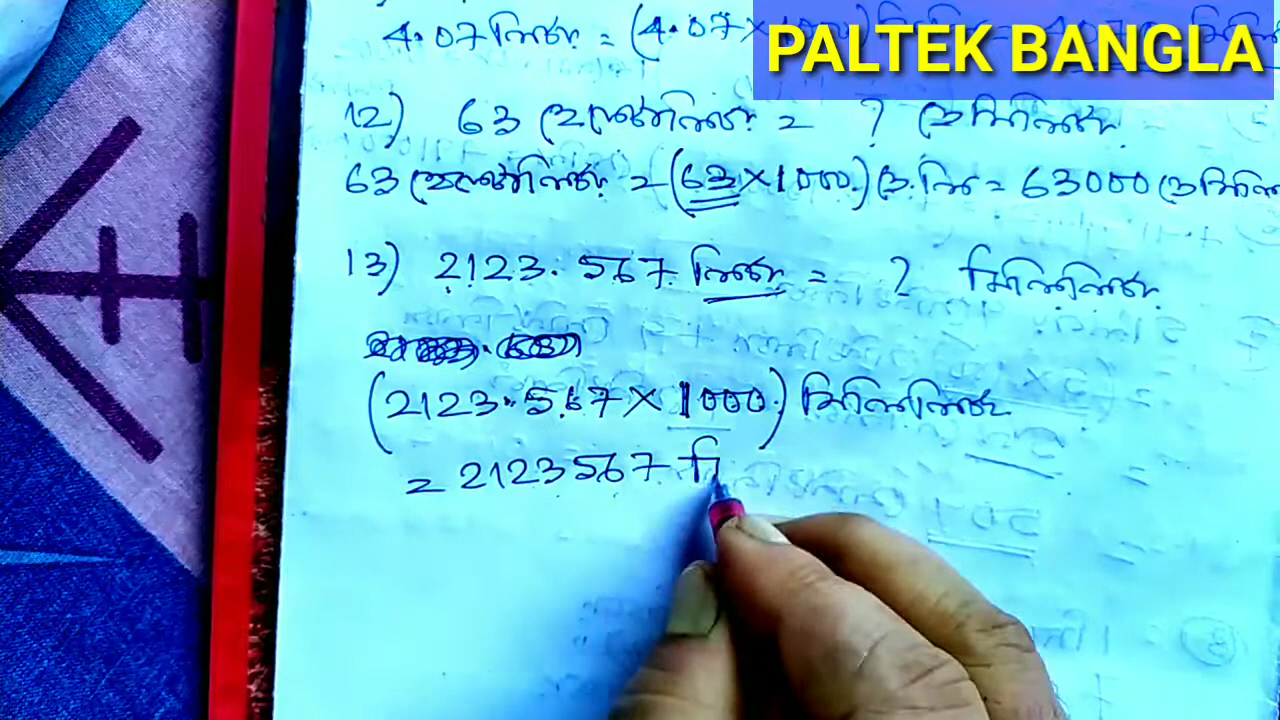 PALTEK BANGLA
4.07 লিটার = (4.07×1000)
12) 63 ডেকালিটার = ? ডেসিলিটার
63 ডেকালিটার = (63×1000) ডে.লি = 63000 ডেসিলি
13) 2123.567 লিটার = ? মিলিলিটার
(2123.567×1000) মিলিলিটার
= 2123567 মি